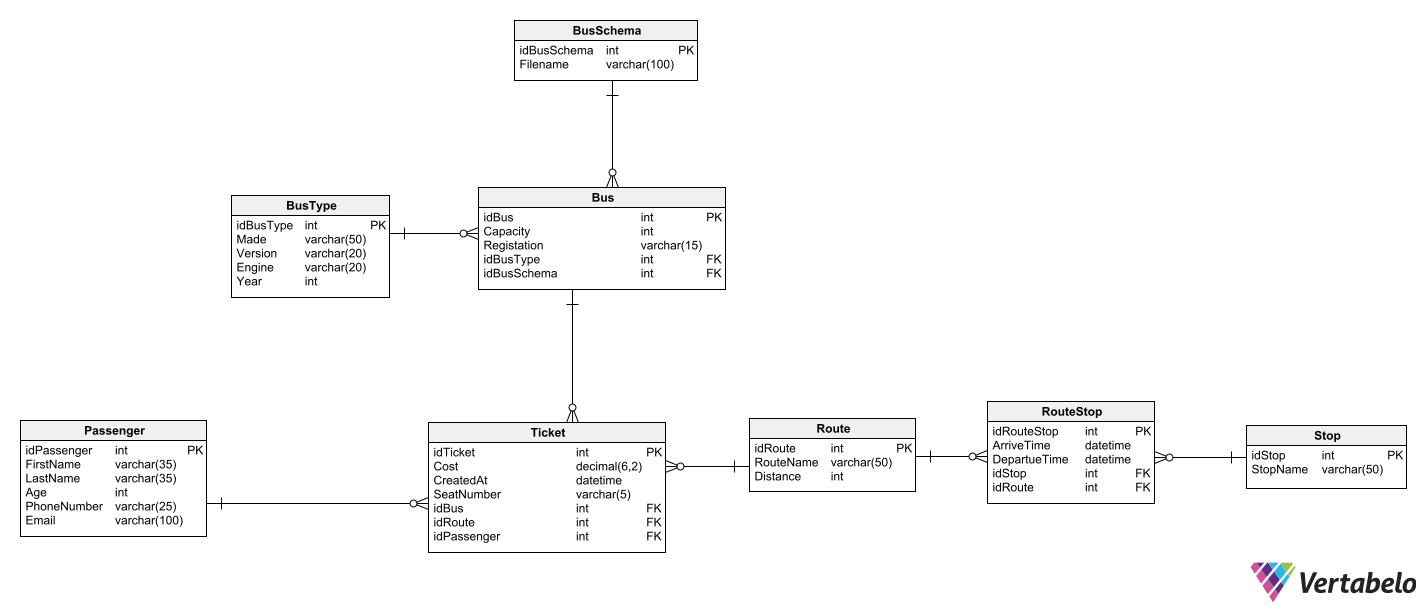 BusSchema
idBusSchema int PK
Filename varchar(100)
BusType
idBusType int PK
Made varchar(50)
Version varchar(20)
Engine varchar(20)
Year int
Bus
idBus int PK
Capacity int
Registation varchar(15)
idBusType int FK
idBusSchema int FK
Passenger
idPassenger int PK
FirstName varchar(35)
LastName varchar(35)
Age int
PhoneNumber varchar(25)
Email varchar(100)
Ticket
idTicket int PK
Cost decimal(6,2)
CreatedAt datetime
SeatNumber varchar(5)
idBus int FK
idRoute int FK
idPassenger int FK
Route
idRoute int PK
RouteName varchar(50)
Distance int
RouteStop
idRouteStop int PK
ArriveTime datetime
DepartueTime datetime
idStop int FK
idRoute int FK
Stop
idStop int PK
StopName varchar(50)
Vertabelo